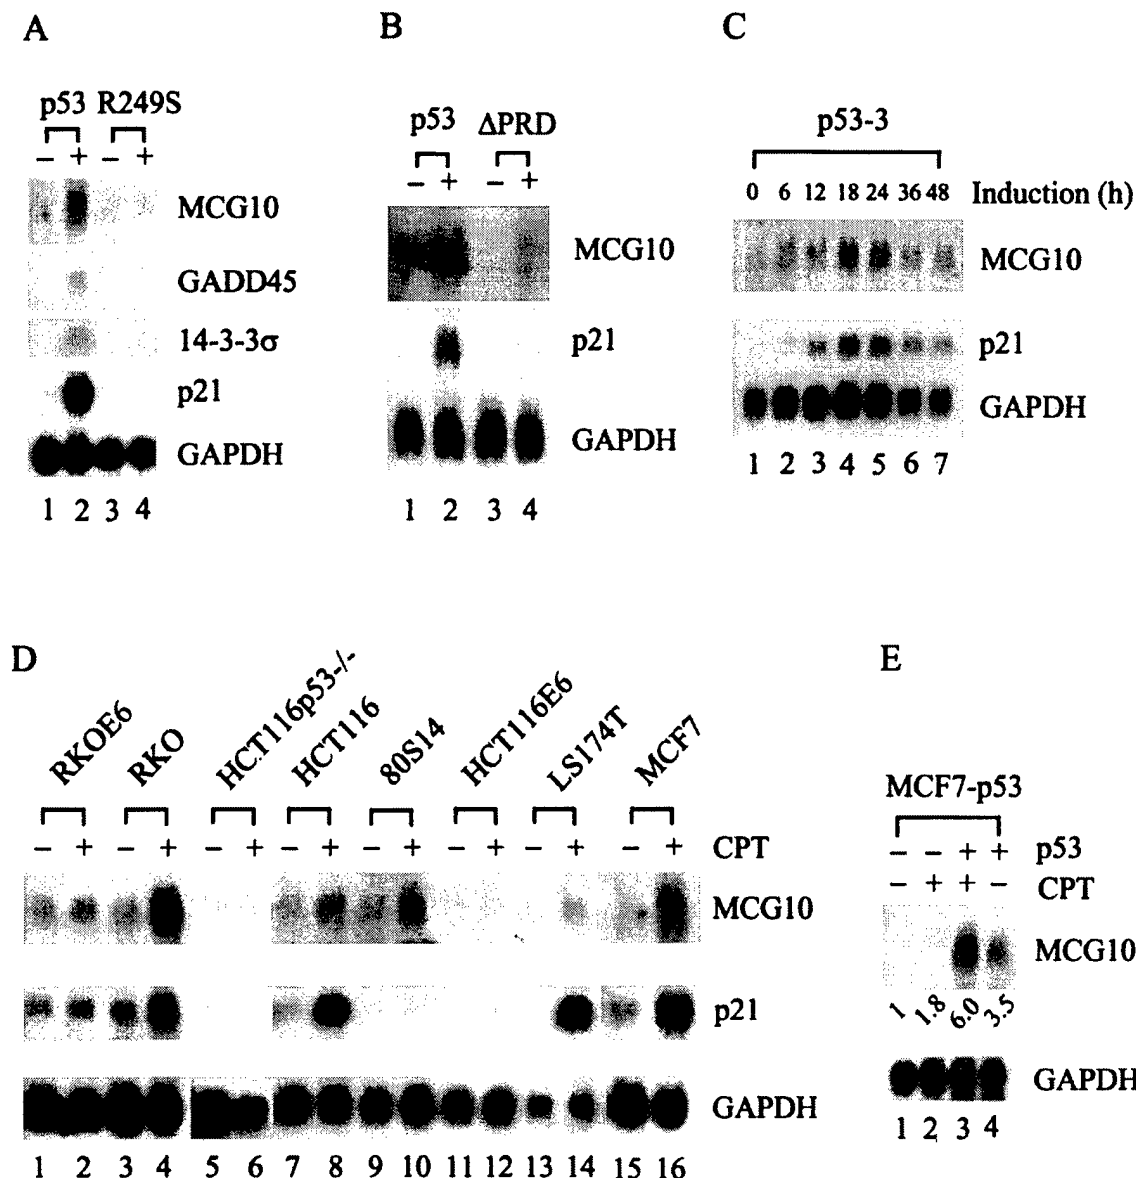 A
p53 R249S
− + − +
MCG10
GADD45
14-3-3σ
p21
GAPDH
1 2 3 4
B
p53 ΔPRD
− + − +
MCG10
p21
GAPDH
1 2 3 4
C
p53-3
0 6 12 18 24 36 48 Induction (h)
MCG10
p21
GAPDH
1 2 3 4 5 6 7
D
RKOE6 RKO HCT116p53-/- HCT116 80S14 HCT116E6 LS174T MCF7
− + − + − + − + − + − + − + − + CPT
MCG10
p21
GAPDH
1 2 3 4 5 6 7 8 9 10 11 12 13 14 15 16
E
MCF7-p53
− − + + p53
− + + − CPT
MCG10
1 1.8 6.0 3.5
GAPDH
1 2 3 4